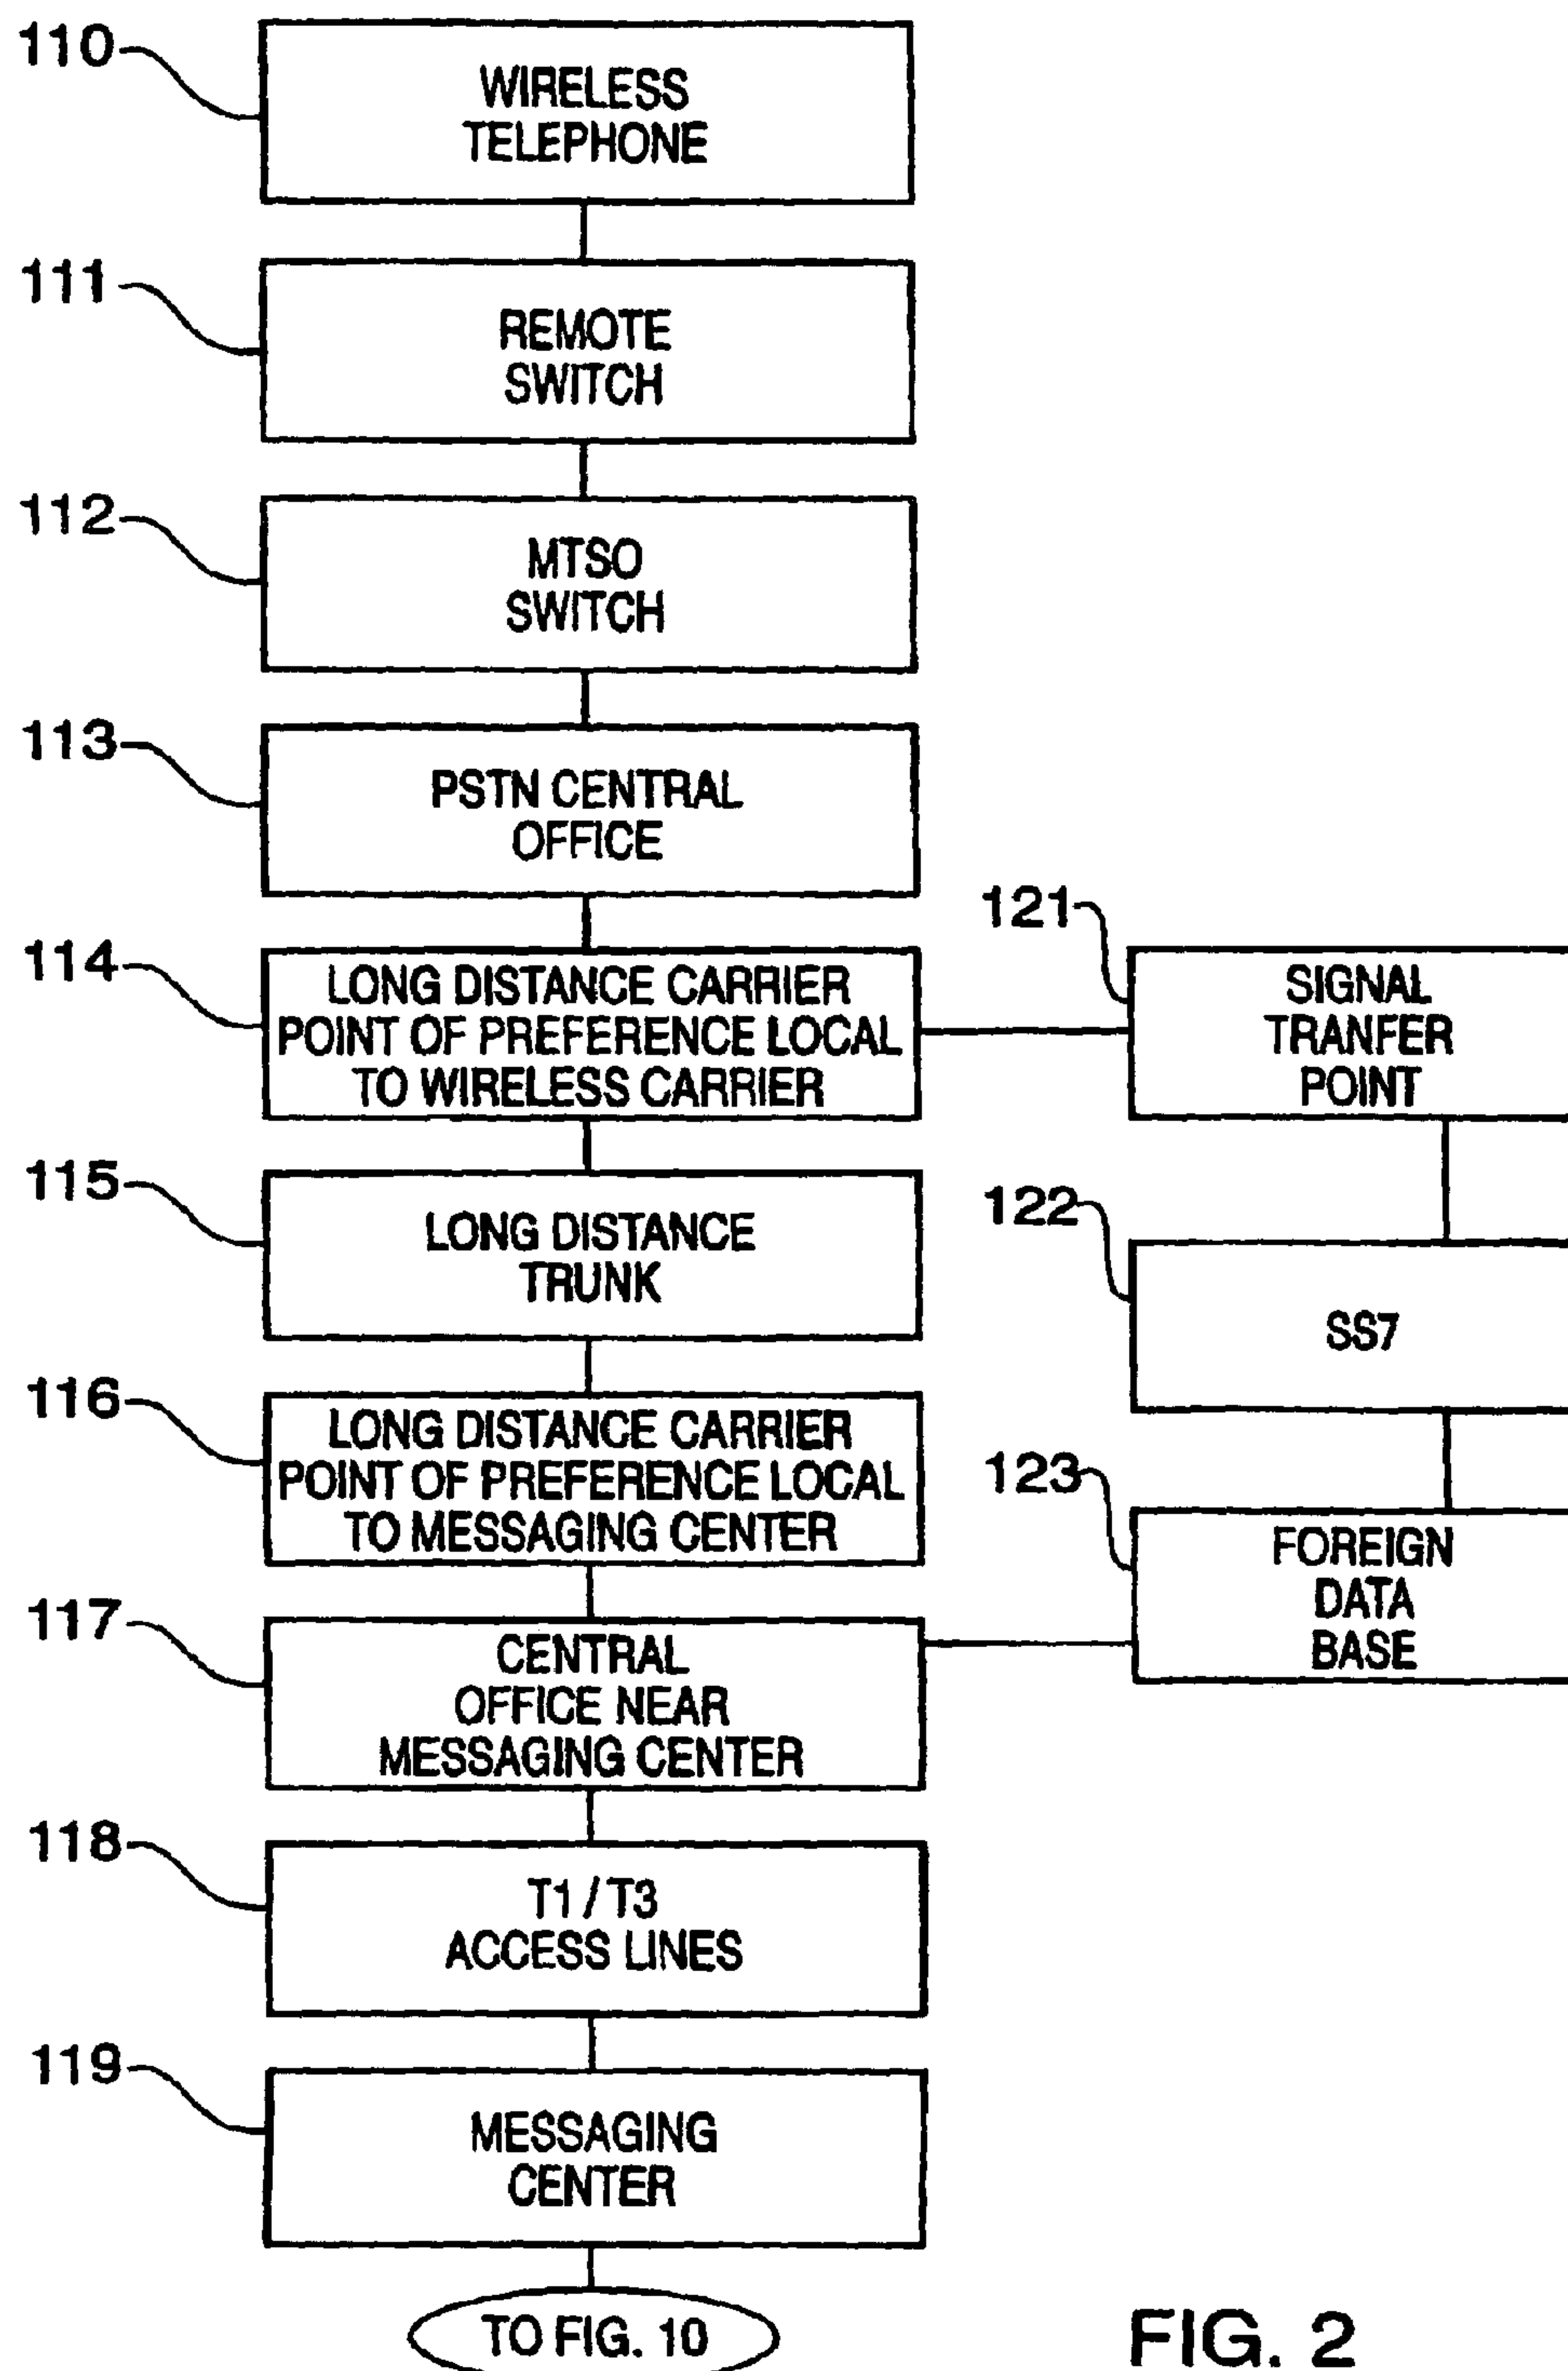 110
WIRELESS
TELEPHONE
111
REMOTE
SWITCH
112
MTSO
SWITCH
113
PSTN CENTRAL
OFFICE
114
LONG DISTANCE CARRIER
POINT OF PREFERENCE LOCAL
TO WIRELESS CARRIER
121
SIGNAL
TRANFER
POINT
115
LONG DISTANCE
TRUNK
122
SS7
116
LONG DISTANCE CARRIER
POINT OF PREFERENCE LOCAL
TO MESSAGING CENTER
123
FOREIGN
DATA
BASE
117
CENTRAL
OFFICE NEAR
MESSAGING CENTER
118
T1 / T3
ACCESS LINES
119
MESSAGING
CENTER
TO FIG. 10
FIG. 2